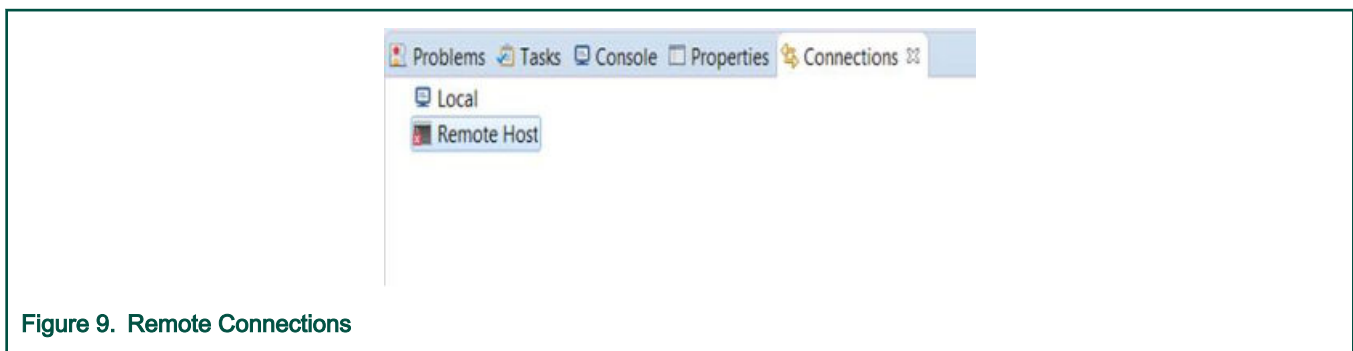 Problems Tasks Console Properties Connections
Local
Remote Host
Figure 9. Remote Connections